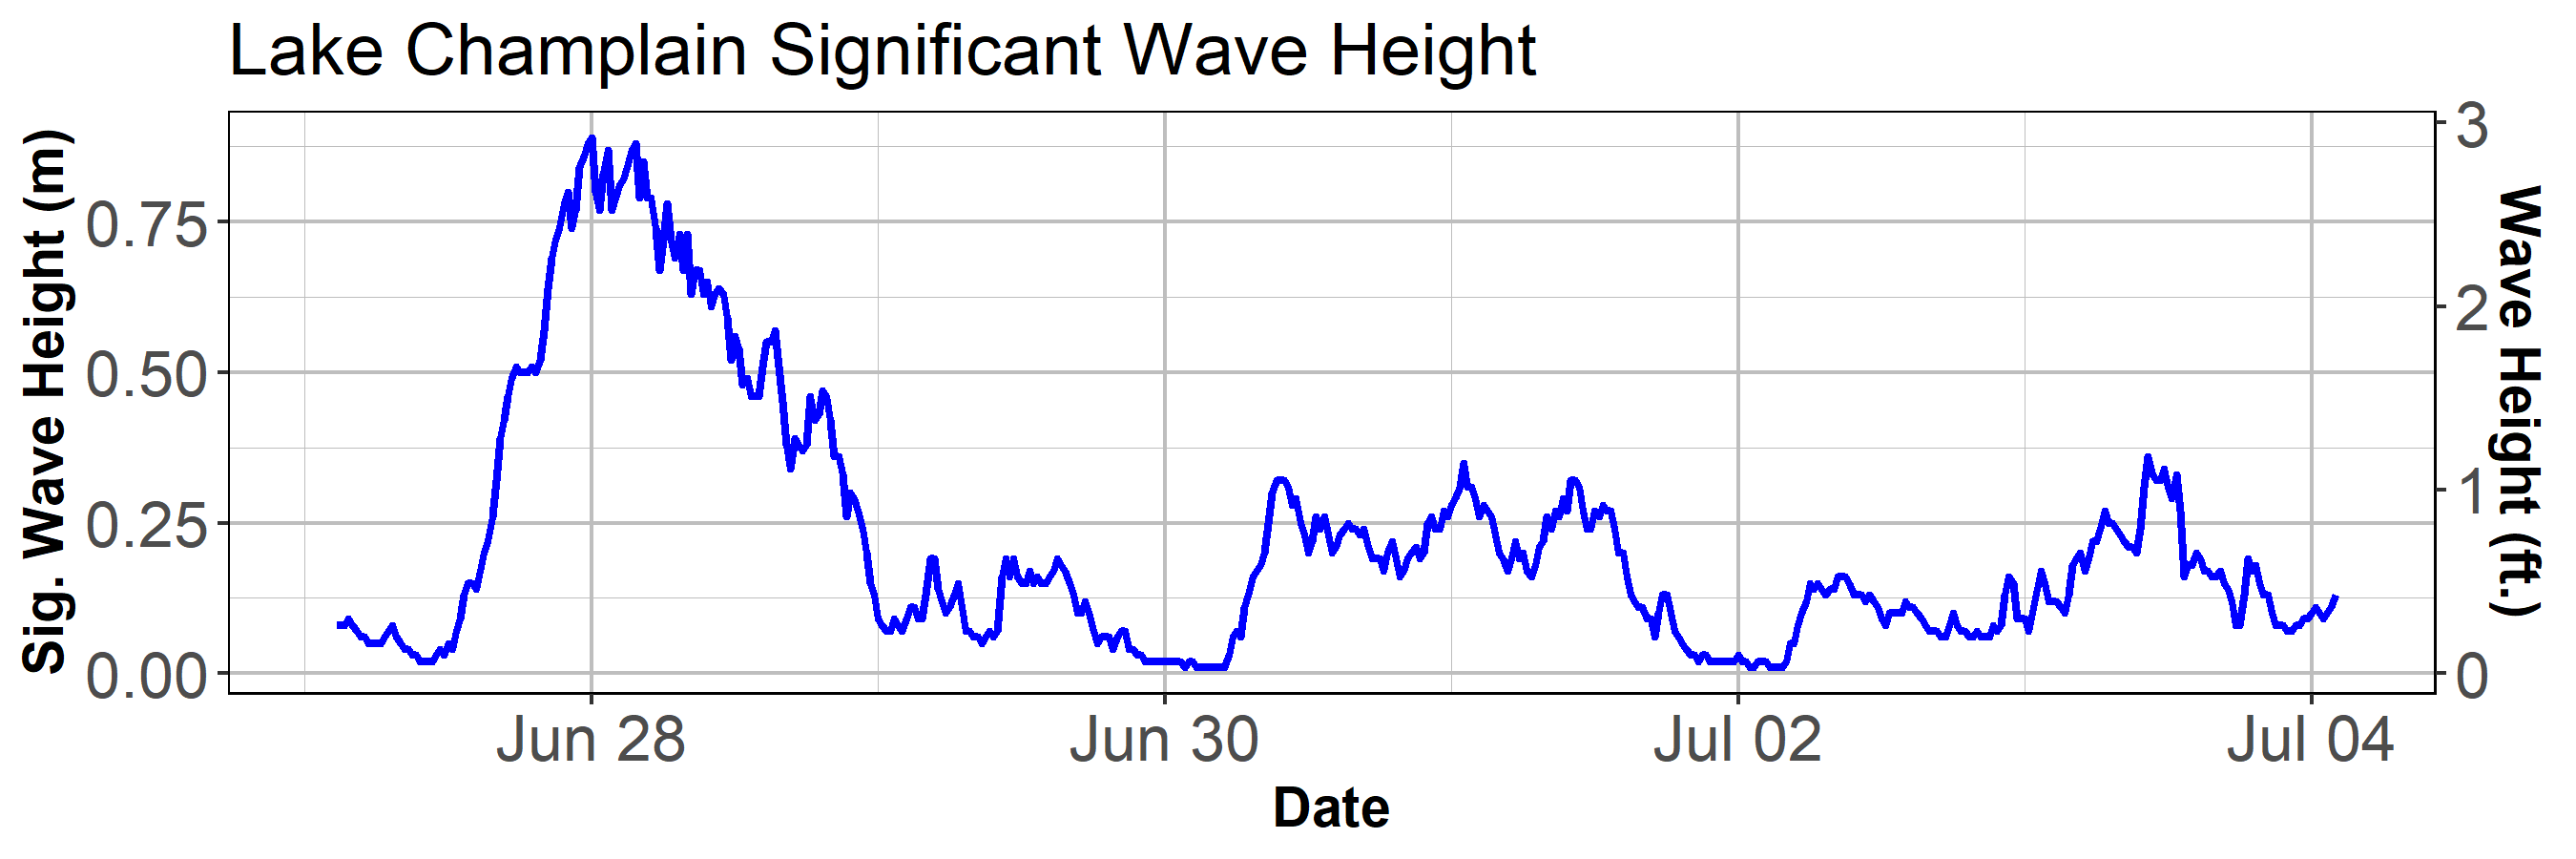 Lake Champlain Significant Wave Height
Sig. Wave Height (m)
0.75
0.50
0.25
0.00
3
2
1
0
Wave Height (ft.)
Jun 28
Jun 30
Jul 02
Jul 04
Date